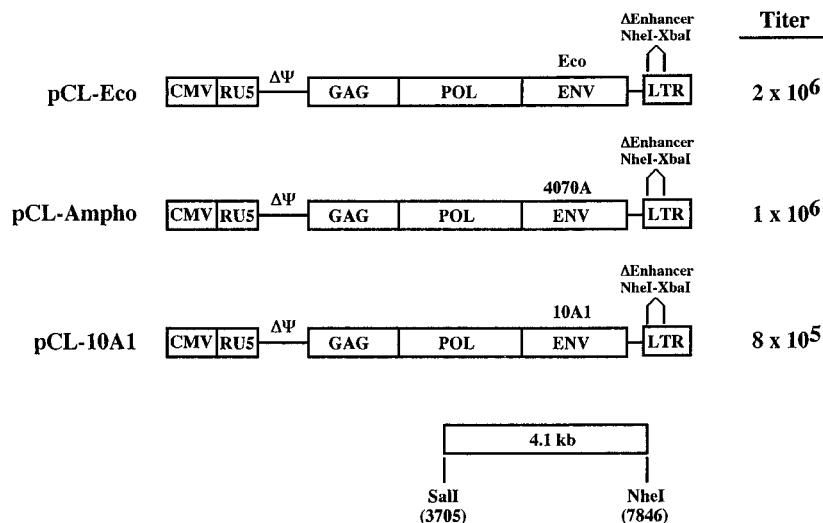 Titer
ΔEnhancer
NheI-XbaI
Eco
pCL-Eco CMV RU5 ΔΨ GAG POL ENV LTR 2 x 10⁶
ΔEnhancer
NheI-XbaI
4070A
pCL-Ampho CMV RU5 ΔΨ GAG POL ENV LTR 1 x 10⁶
ΔEnhancer
NheI-XbaI
10A1
pCL-10A1 CMV RU5 ΔΨ GAG POL ENV LTR 8 x 10⁵
4.1 kb
SalI NheI
(3705) (7846)